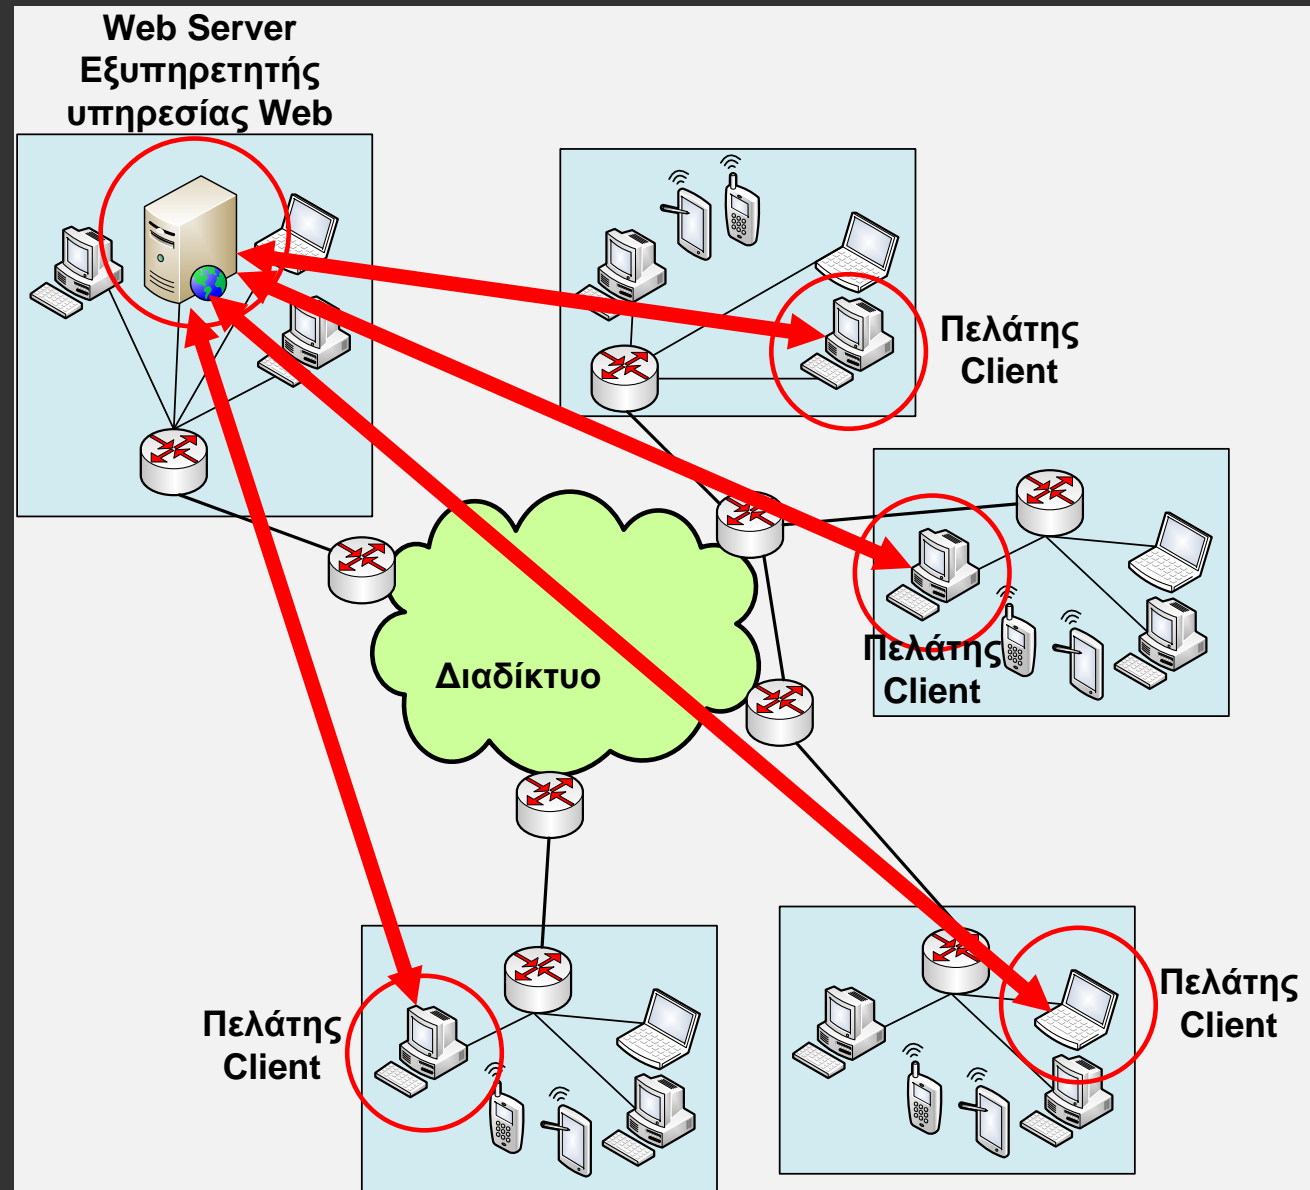 Web Server
Εξυπηρετητής
υπηρεσίας Web
Πελάτης
Client
Πελάτης
Client
Διαδίκτυο
Πελάτης
Client
Πελάτης
Client